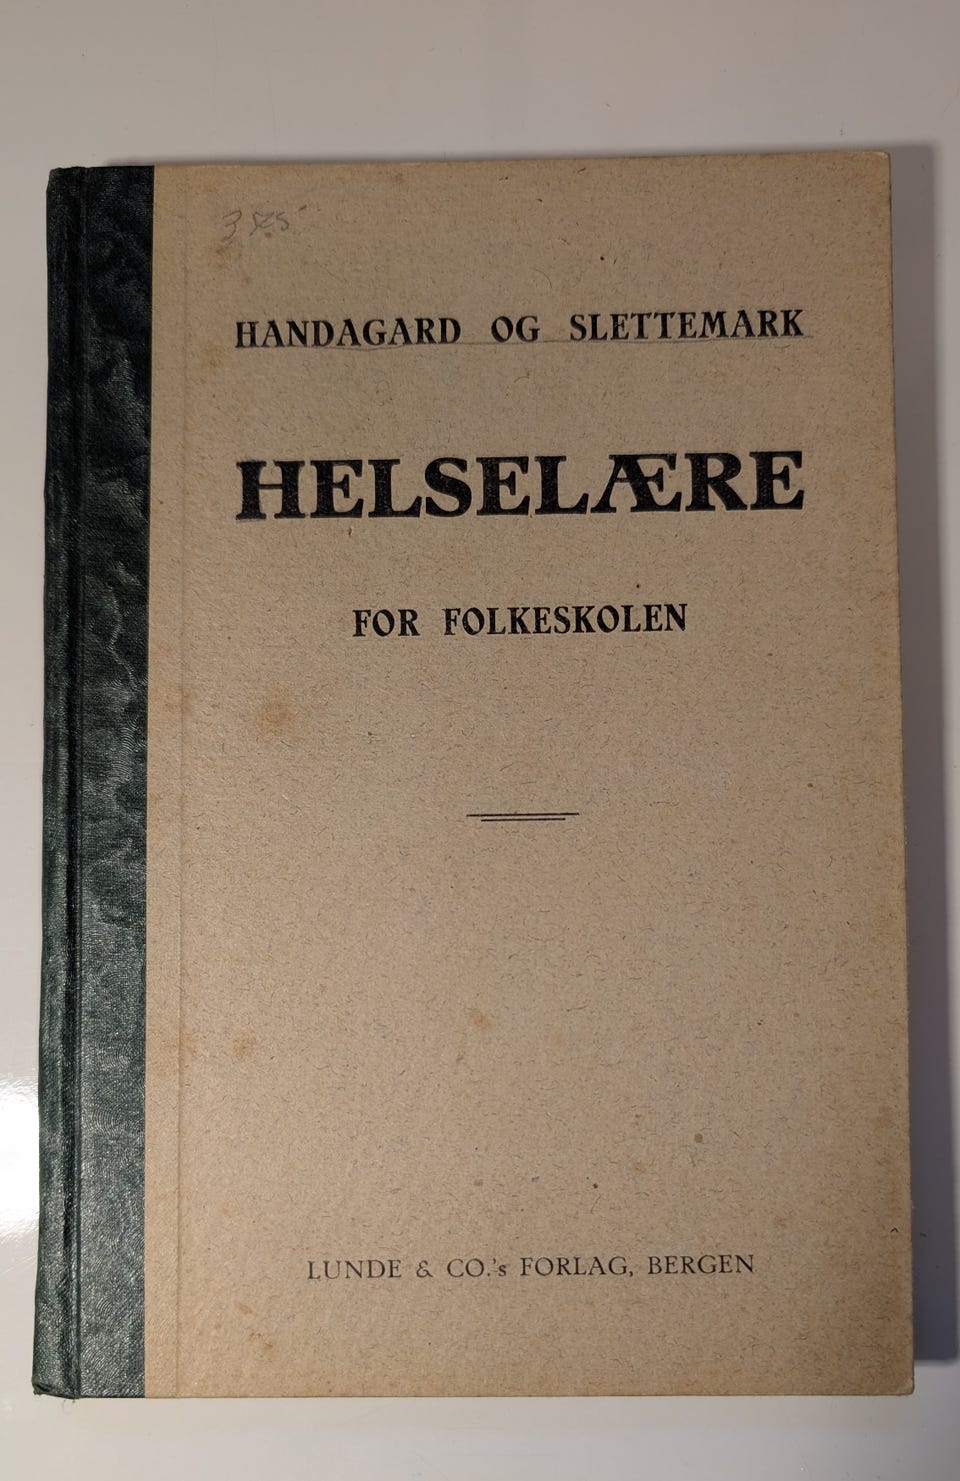 HANDAGARD OG SLETTEMARK
HELSELÆRE
FOR FOLKESKOLEN
LUNDE & CO.'s FORLAG, BERGEN